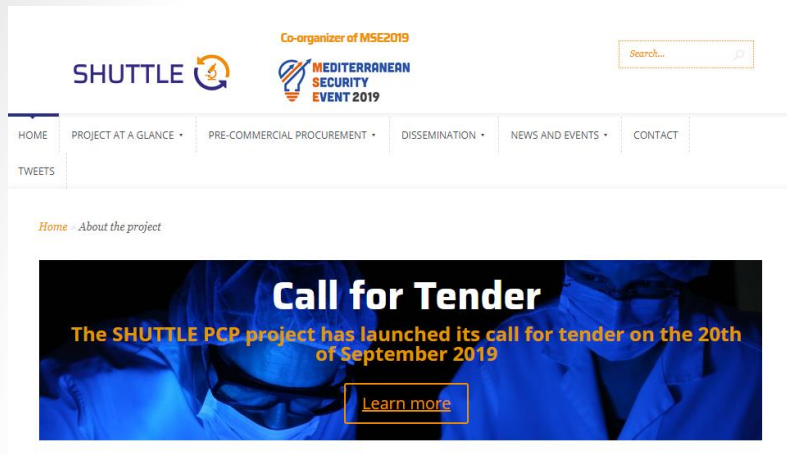 Co-organizer of MSE2019
SHUTTLE
MEDITERRANEAN
SECURITY
EVENT 2019
Search...
HOME
PROJECT AT A GLANCE
PRE-COMMERCIAL PROCUREMENT
DISSEMINATION
NEWS AND EVENTS
CONTACT
TWEETS
Home » About the project
Call for Tender
The SHUTTLE PCP project has launched its call for tender on the 20th
of September 2019
Learn more